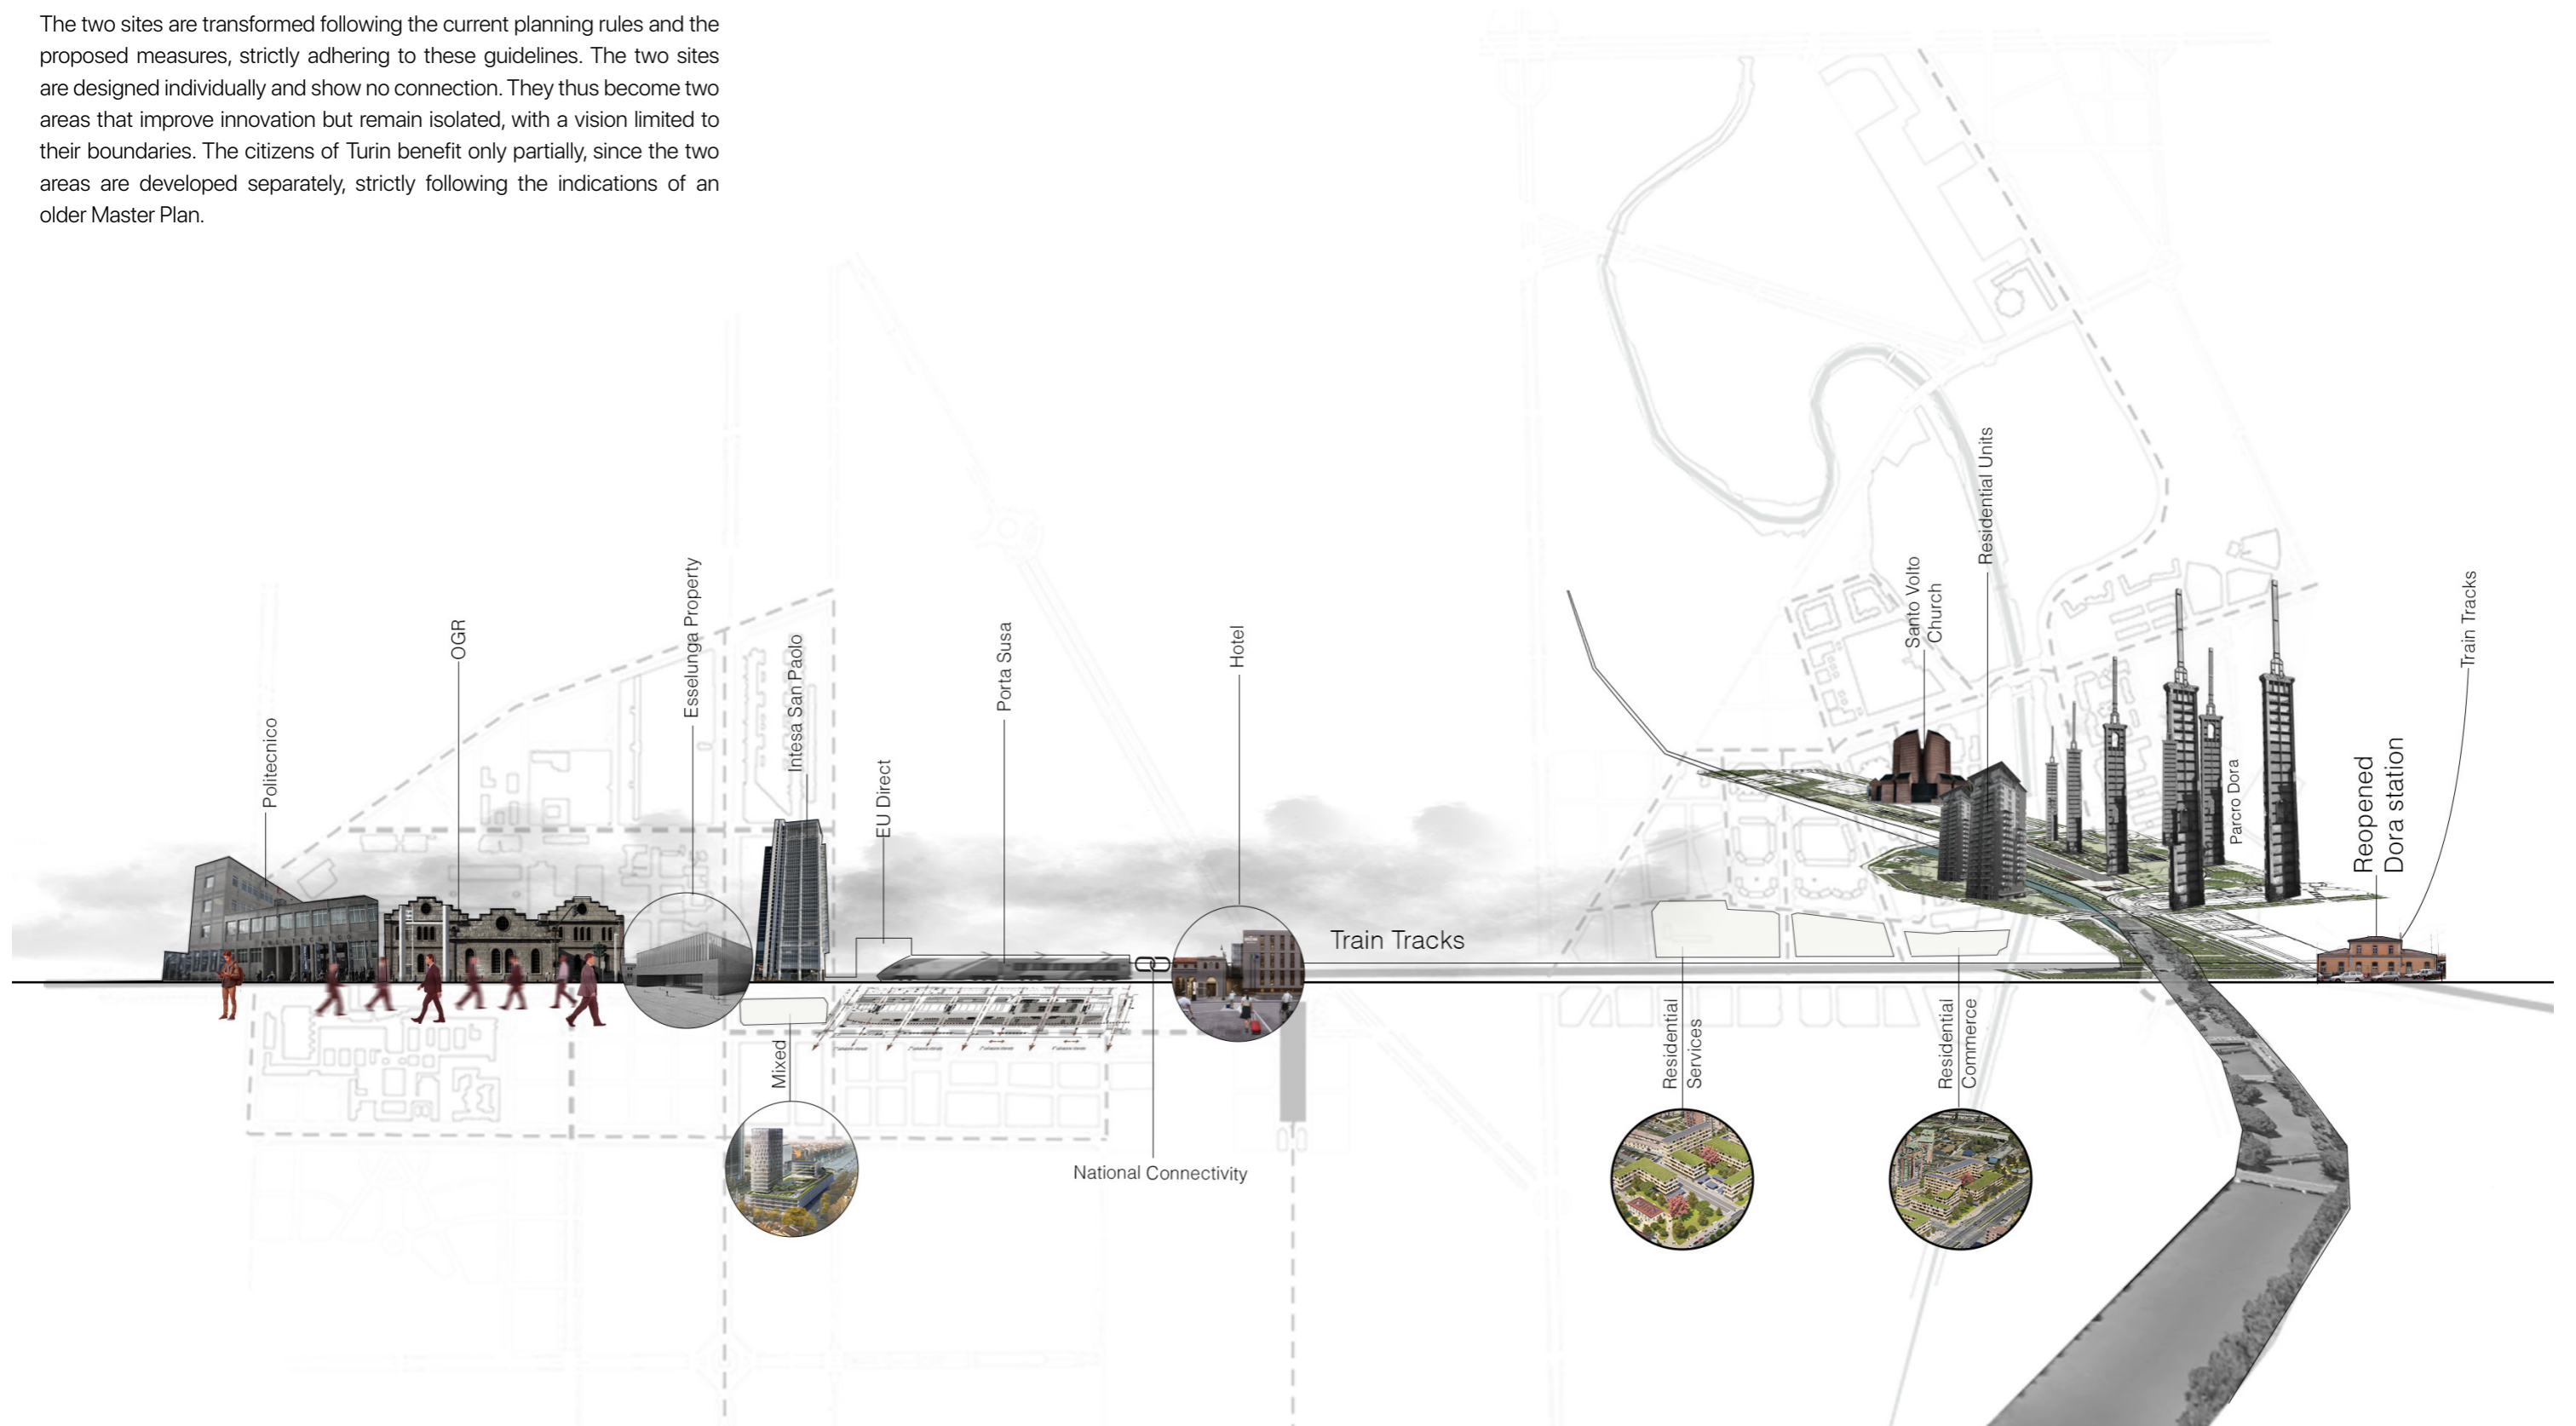 The two sites are transformed following the current planning rules and the
proposed measures, strictly adhering to these guidelines. The two sites
are designed individually and show no connection. They thus become two
areas that improve innovation but remain isolated, with a vision limited to
their boundaries. The citizens of Turin benefit only partially, since the two
areas are developed separately, strictly following the indications of an
older Master Plan.
Politecnico
OGR
Esselunga Property
Intesa San Paolo
EU Direct
Porta Susa
Hotel
Train Tracks
Santo Volto
Church
Residential Units
Parcro Dora
Reopened
Dora station
Train Tracks
Mixed
National Connectivity
Residential
Services
Residential
Commerce